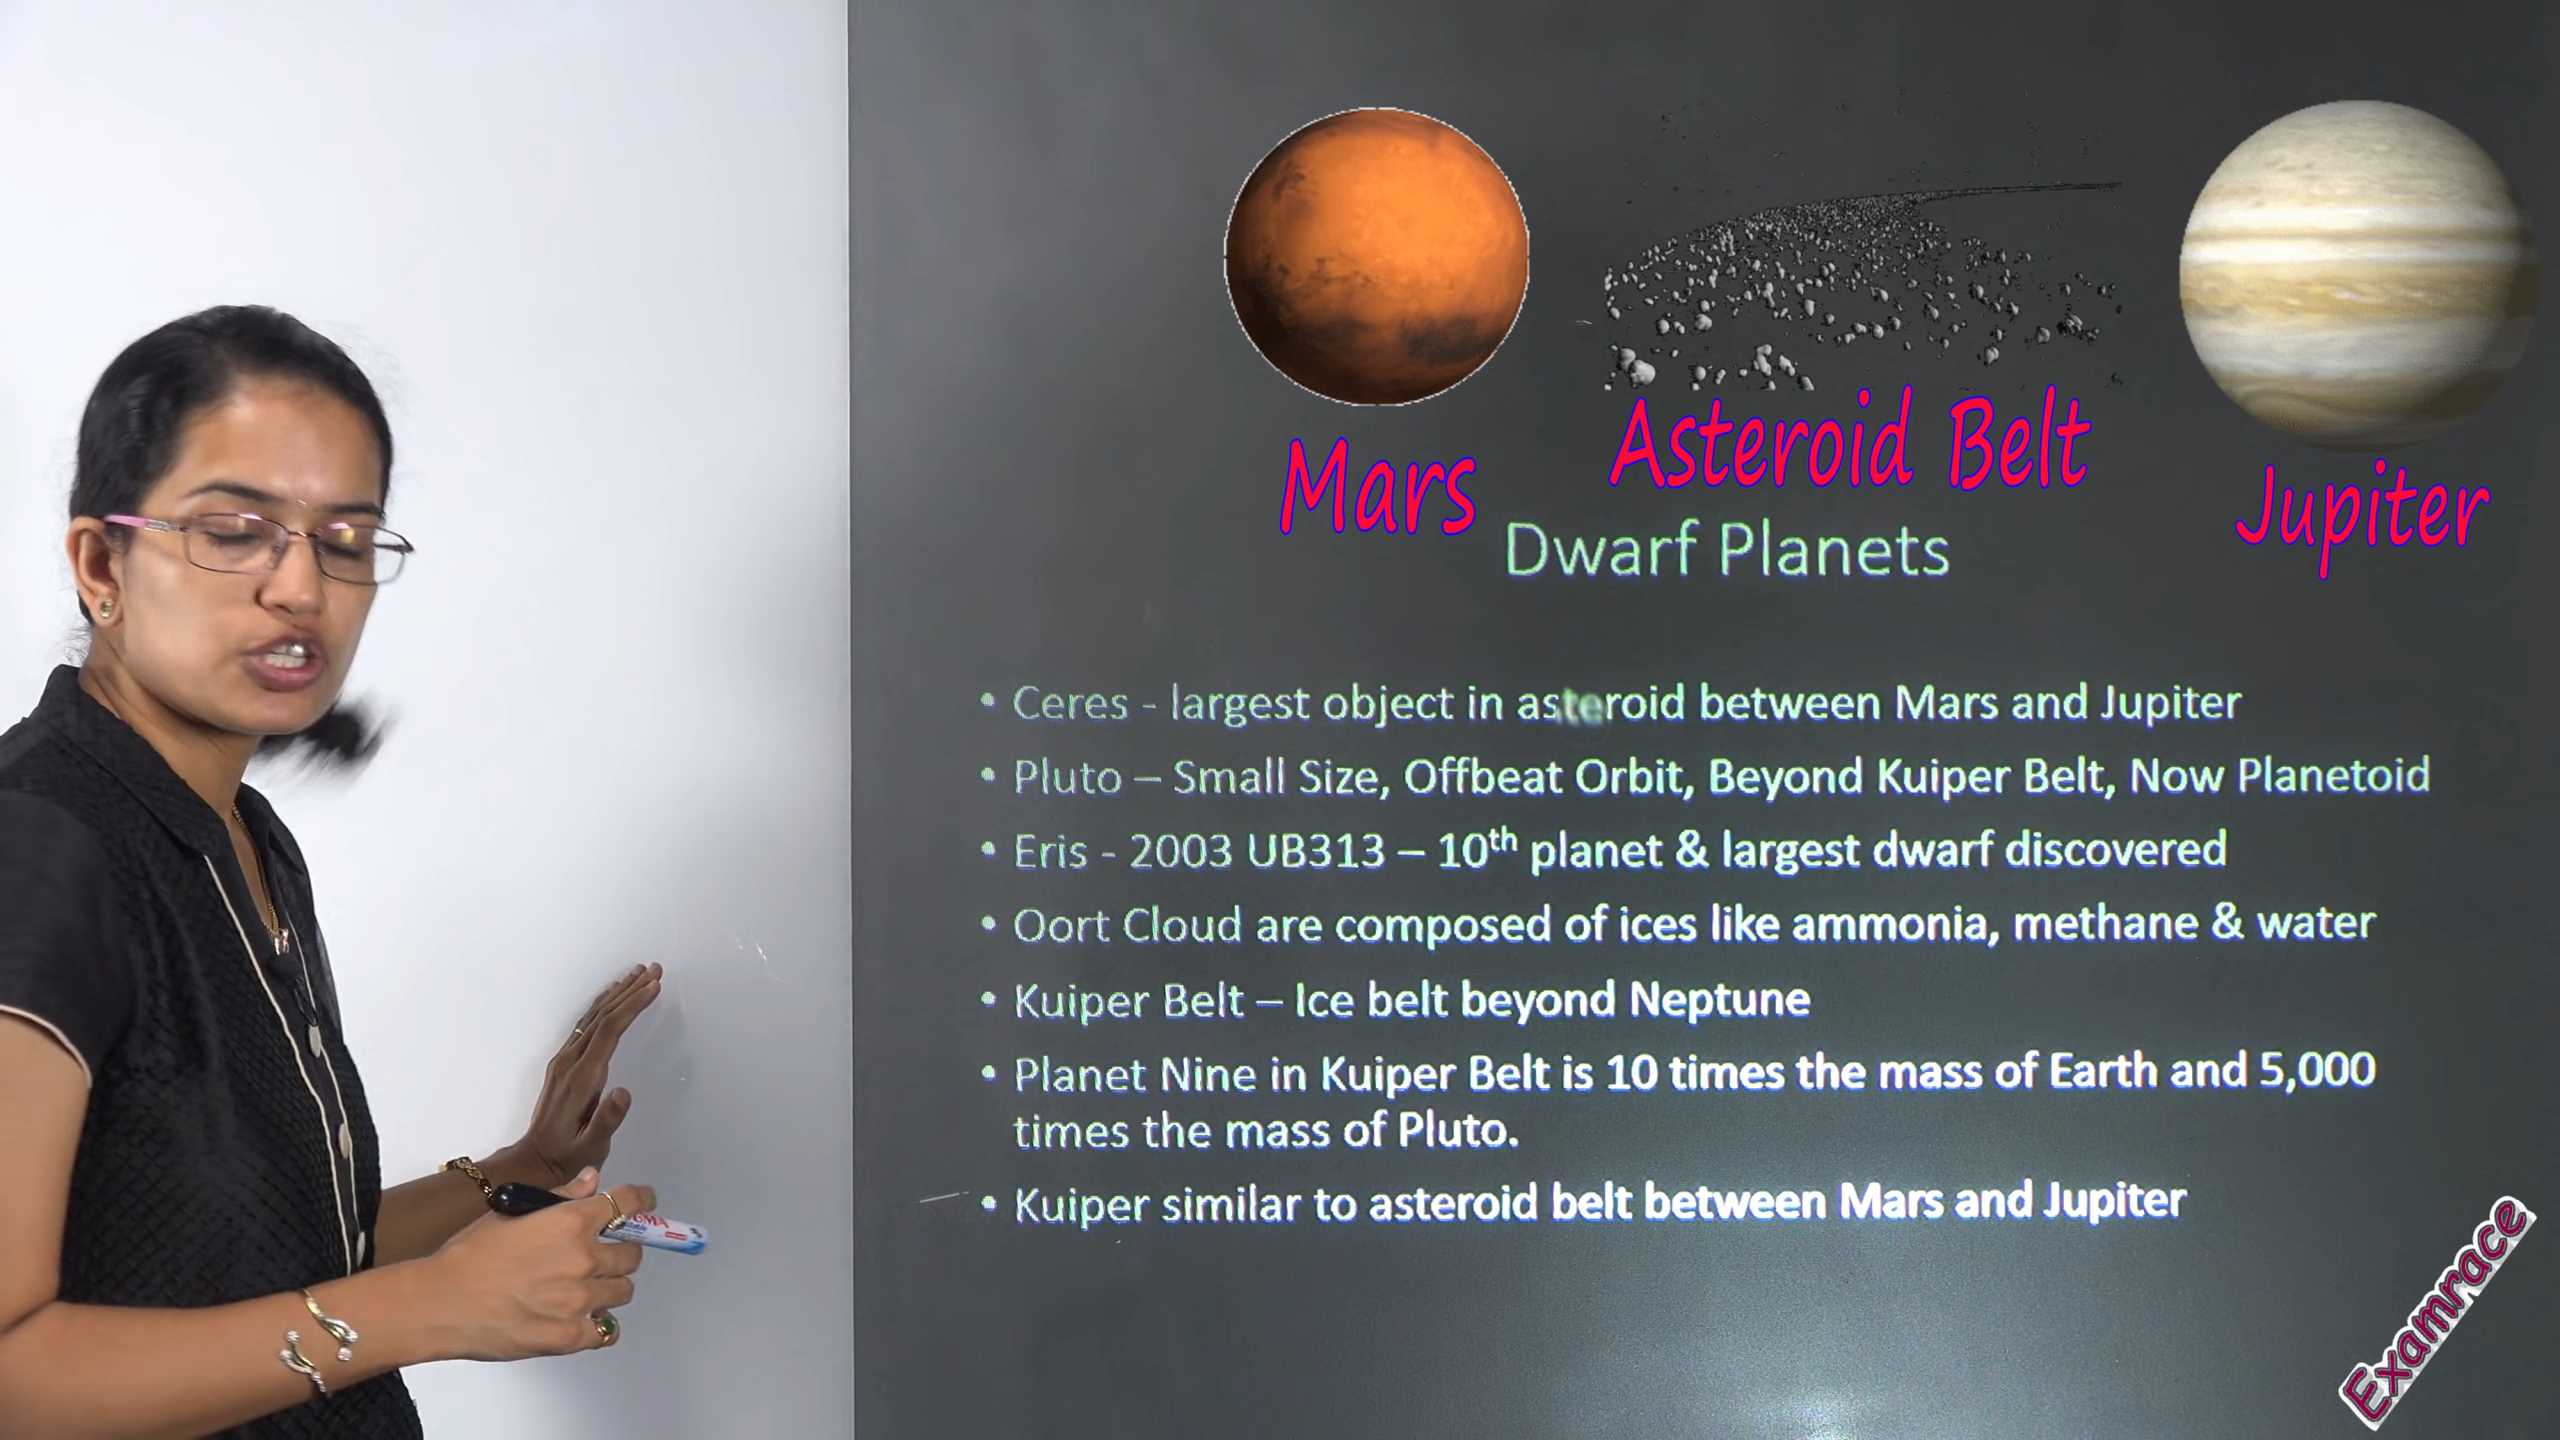 Mars
Asteroid Belt
Jupiter
Dwarf Planets
• Ceres - largest object in asteroid between Mars and Jupiter
• Pluto – Small Size, Offbeat Orbit, Beyond Kuiper Belt, Now Planetoid
• Eris - 2003 UB313 – 10th planet & largest dwarf discovered
• Oort Cloud are composed of ices like ammonia, methane & water
• Kuiper Belt – Ice belt beyond Neptune
• Planet Nine in Kuiper Belt is 10 times the mass of Earth and 5,000
times the mass of Pluto.
• Kuiper similar to asteroid belt between Mars and Jupiter
Examrace